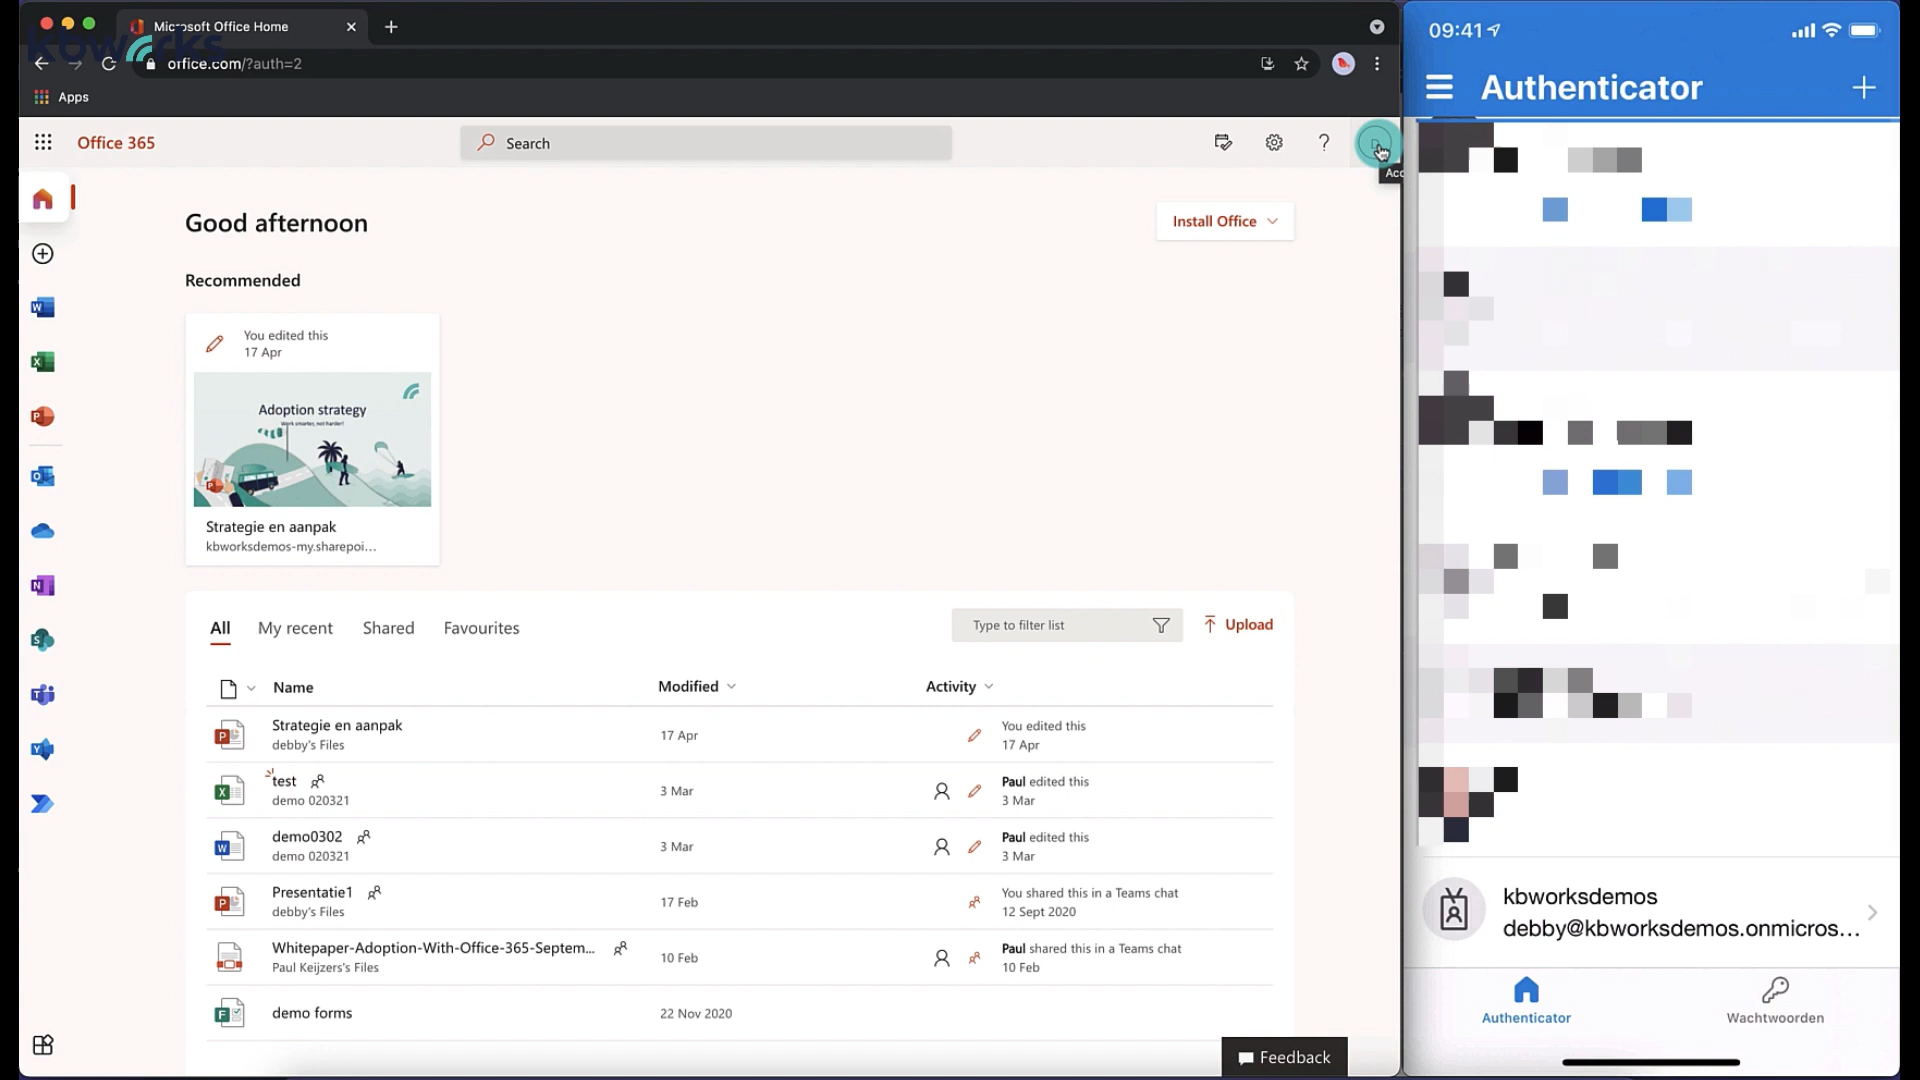 Microsoft Office Home
kbworks
office.com/?auth=2
Apps
Office 365
Search
Good afternoon
Install Office
Recommended
You edited this
17 Apr
Adoption strategy
Work smarter, not harder!
Strategie en aanpak
kbworksdemos-my.sharepoi...
All My recent Shared Favourites
Type to filter list
Upload
Name Modified Activity
Strategie en aanpak
debby's Files
17 Apr
You edited this
17 Apr
test
demo 020321
3 Mar
Paul edited this
3 Mar
demo0302
demo 020321
3 Mar
Paul edited this
3 Mar
Presentatie1
debby's Files
17 Feb
You shared this in a Teams chat
12 Sept 2020
Whitepaper-Adoption-With-Office-365-Septem...
Paul Keijzers's Files
10 Feb
Paul shared this in a Teams chat
10 Feb
demo forms
22 Nov 2020
Feedback
09:41
Authenticator
kbworksdemos
debby@kbworksdemos.onmicros...
Authenticator
Wachtwoorden